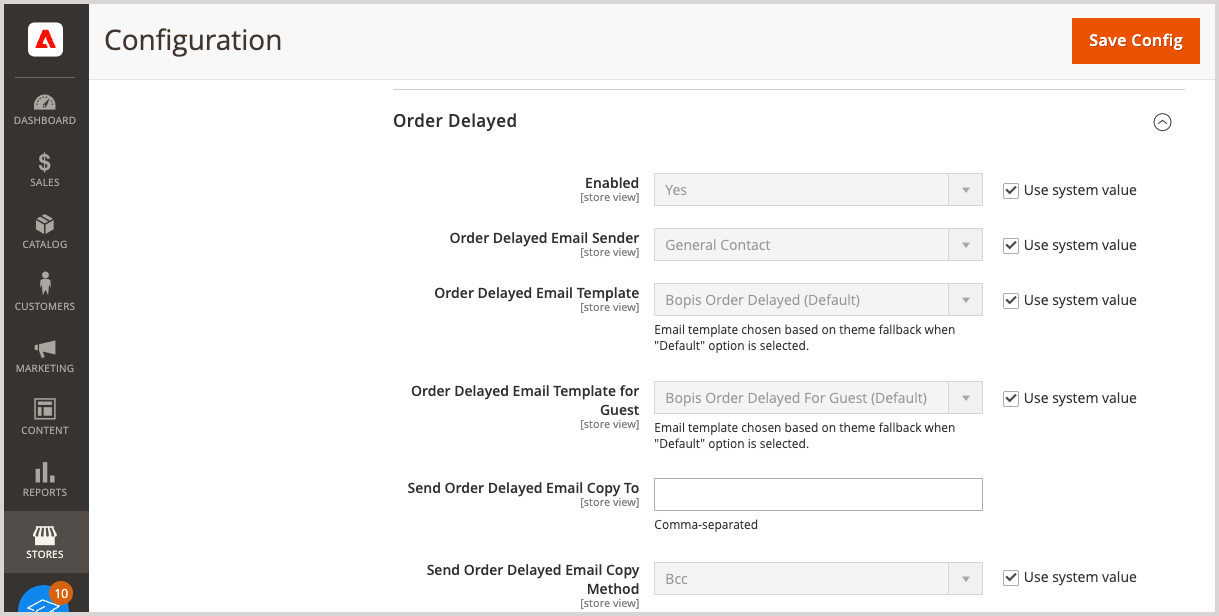 Configuration
Save Config
DASHBOARD
SALES
CATALOG
CUSTOMERS
MARKETING
CONTENT
REPORTS
STORES
10
Order Delayed
Enabled
[store view]
Yes
Use system value
Order Delayed Email Sender
[store view]
General Contact
Use system value
Order Delayed Email Template
[store view]
Bopis Order Delayed (Default)
Use system value
Email template chosen based on theme fallback when
"Default" option is selected.
Order Delayed Email Template for
Guest
[store view]
Bopis Order Delayed For Guest (Default)
Use system value
Email template chosen based on theme fallback when
"Default" option is selected.
Send Order Delayed Email Copy To
[store view]
Comma-separated
Send Order Delayed Email Copy
Method
[store view]
Bcc
Use system value